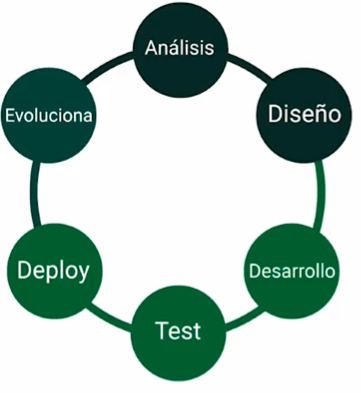 Análisis
Diseño
Desarrollo
Test
Deploy
Evoluciona